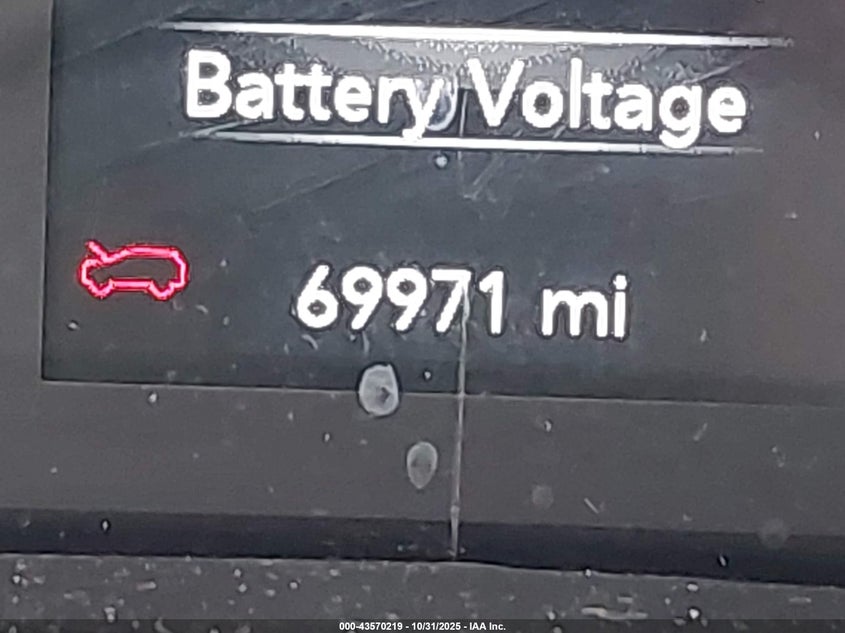 Battery Voltage
69971 mi
000-43570219 - 10/31/2025 - IAA Inc.